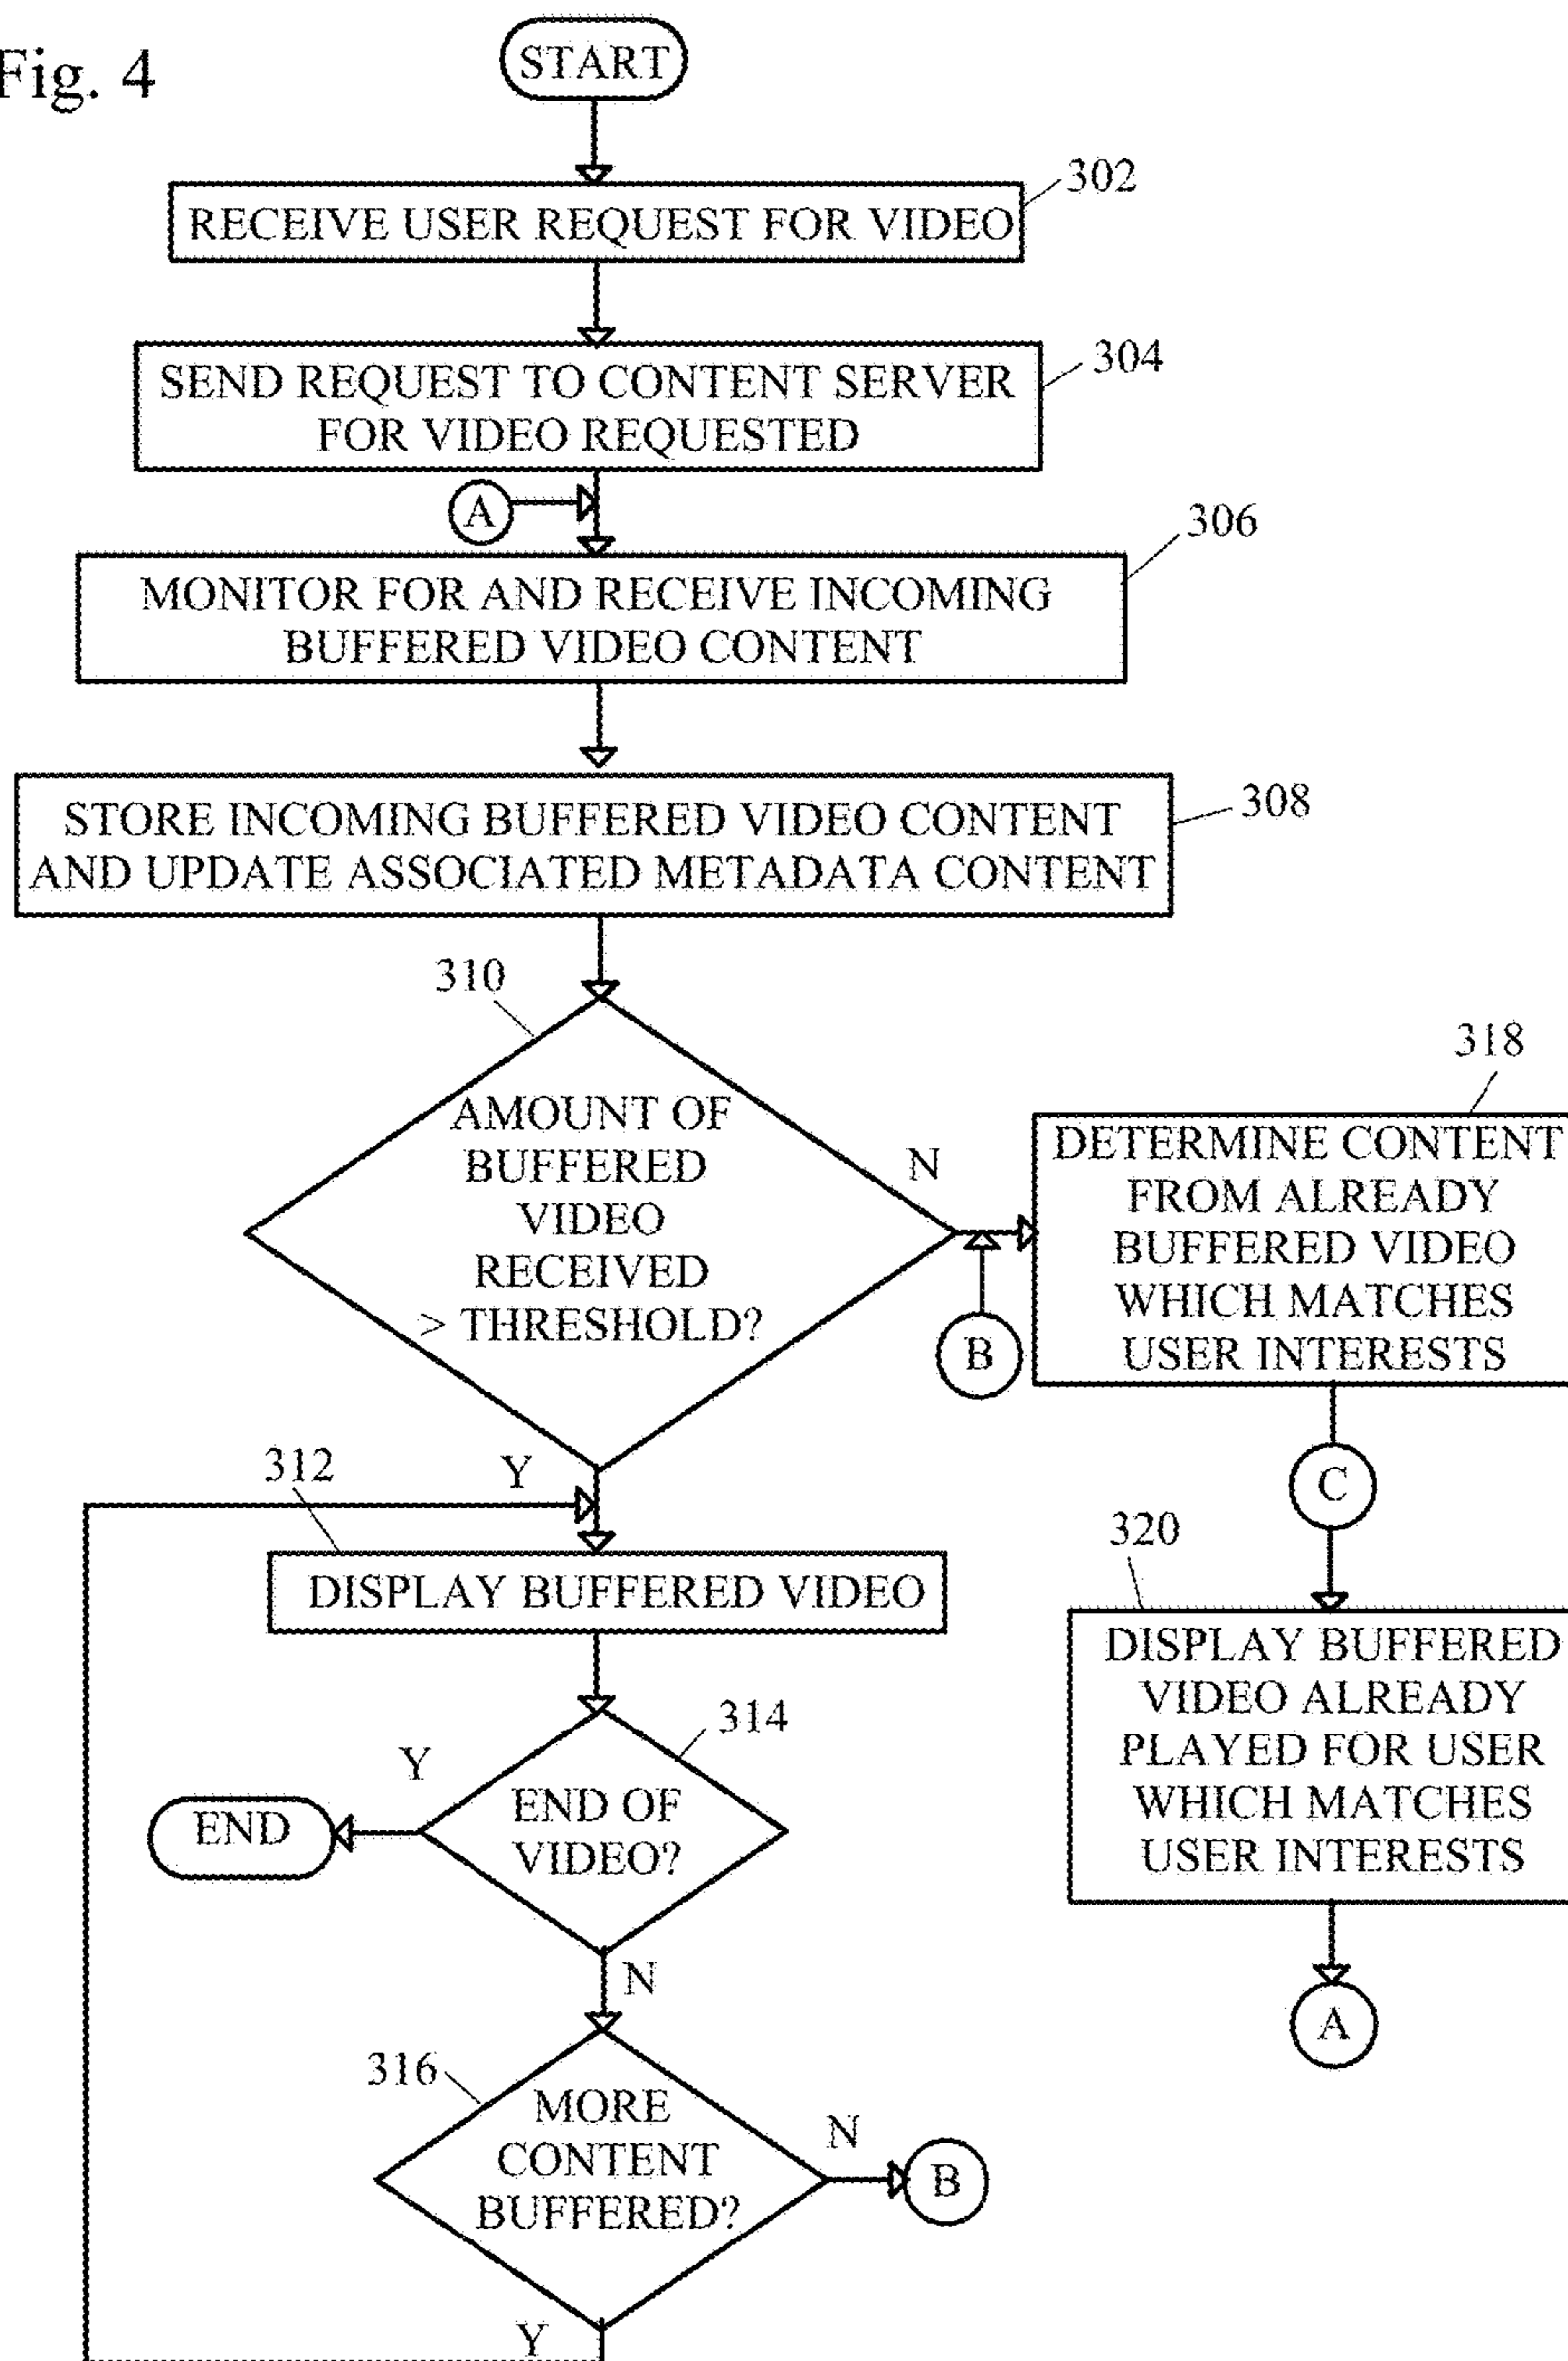 Fig. 4
START
302
RECEIVE USER REQUEST FOR VIDEO
304
SEND REQUEST TO CONTENT SERVER
FOR VIDEO REQUESTED
A
306
MONITOR FOR AND RECEIVE INCOMING
BUFFERED VIDEO CONTENT
308
STORE INCOMING BUFFERED VIDEO CONTENT
AND UPDATE ASSOCIATED METADATA CONTENT
310
AMOUNT OF
BUFFERED
VIDEO
RECEIVED
> THRESHOLD?
N
B
318
DETERMINE CONTENT
FROM ALREADY
BUFFERED VIDEO
WHICH MATCHES
USER INTERESTS
C
Y
312
DISPLAY BUFFERED VIDEO
320
DISPLAY BUFFERED
VIDEO ALREADY
PLAYED FOR USER
WHICH MATCHES
USER INTERESTS
A
314
END OF
VIDEO?
Y
END
N
316
MORE
CONTENT
BUFFERED?
N
B
Y